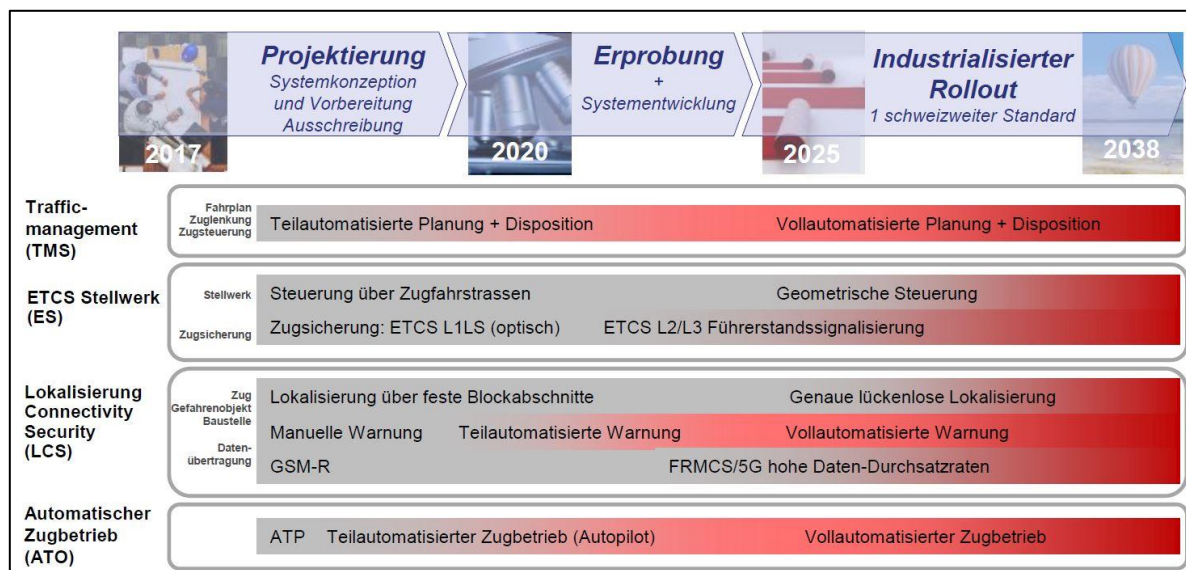 Projektierung
Systemkonzeption
und Vorbereitung
Ausschreibung
Erprobung
+
Systementwicklung
Industrialisierter
Rollout
1 schweizweiter Standard
2017
2020
2025
2038
Traffic-
management
(TMS)
Fahrplan
Zuglenkung
Zugsteuerung
Teilautomatisierte Planung + Disposition
Vollautomatisierte Planung + Disposition
ETCS Stellwerk
(ES)
Stellwerk
Steuerung über Zugfahrstrassen
Geometrische Steuerung
Zugsicherung
Zugsicherung: ETCS L1LS (optisch)
ETCS L2/L3 Führerstandssignalisierung
Lokalisierung
Connectivity
Security
(LCS)
Zug
Gefahrenobjekt
Baustelle
Lokalisierung über feste Blockabschnitte
Genaue lückenlose Lokalisierung
Manuelle Warnung
Teilautomatisierte Warnung
Vollautomatisierte Warnung
Daten-
übertragung
GSM-R
FRMCS/5G hohe Daten-Durchsatzraten
Automatischer
Zugbetrieb
(ATO)
ATP
Teilautomatisierter Zugbetrieb (Autopilot)
Vollautomatisierter Zugbetrieb